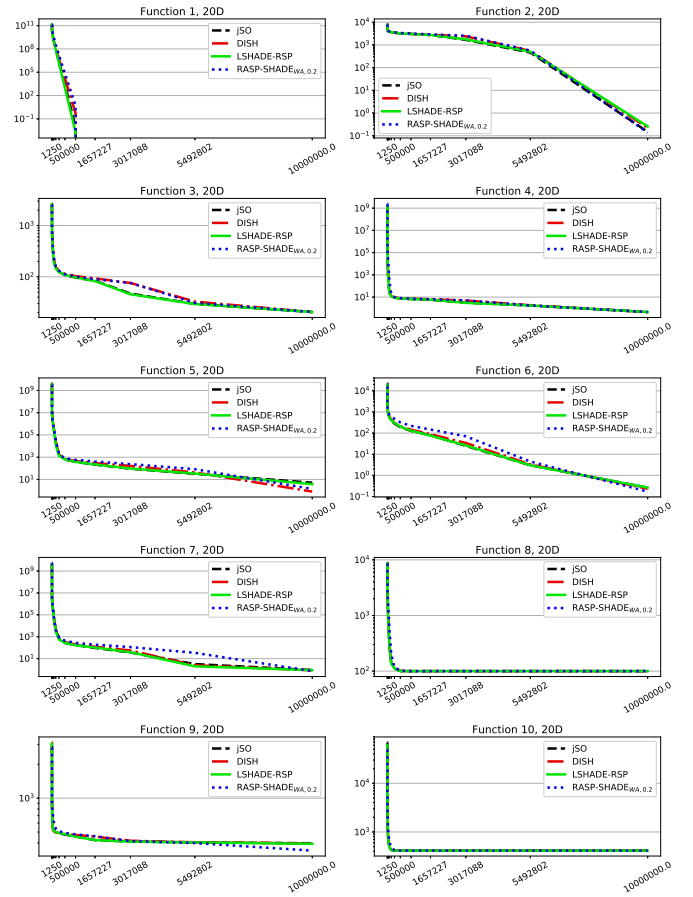 Function 1, 20D
10^11
10^8
10^5
10^2
10^−1
jSO
DISH
LSHADE-RSP
RASP-SHADE_WA, 0.2
1250
500000
1657227
3017088
5492802
10000000.0
Function 2, 20D
10^4
10^3
10^2
10^1
10^0
10^−1
jSO
DISH
LSHADE-RSP
RASP-SHADE_WA, 0.2
1250
500000
1657227
3017088
5492802
10000000.0
Function 3, 20D
10^3
10^2
jSO
DISH
LSHADE-RSP
RASP-SHADE_WA, 0.2
1250
500000
1657227
3017088
5492802
10000000.0
Function 4, 20D
10^9
10^7
10^5
10^3
10^1
jSO
DISH
LSHADE-RSP
RASP-SHADE_WA, 0.2
1250
500000
1657227
3017088
5492802
10000000.0
Function 5, 20D
10^9
10^7
10^5
10^3
10^1
jSO
DISH
LSHADE-RSP
RASP-SHADE_WA, 0.2
1250
500000
1657227
3017088
5492802
10000000.0
Function 6, 20D
10^4
10^3
10^2
10^1
10^0
10^−1
jSO
DISH
LSHADE-RSP
RASP-SHADE_WA, 0.2
1250
500000
1657227
3017088
5492802
10000000.0
Function 7, 20D
10^9
10^7
10^5
10^3
10^1
jSO
DISH
LSHADE-RSP
RASP-SHADE_WA, 0.2
1250
500000
1657227
3017088
5492802
10000000.0
Function 8, 20D
10^4
10^3
10^2
jSO
DISH
LSHADE-RSP
RASP-SHADE_WA, 0.2
1250
500000
1657227
3017088
5492802
10000000.0
Function 9, 20D
10^3
jSO
DISH
LSHADE-RSP
RASP-SHADE_WA, 0.2
1250
500000
1657227
3017088
5492802
10000000.0
Function 10, 20D
10^4
10^3
jSO
DISH
LSHADE-RSP
RASP-SHADE_WA, 0.2
1250
500000
1657227
3017088
5492802
10000000.0